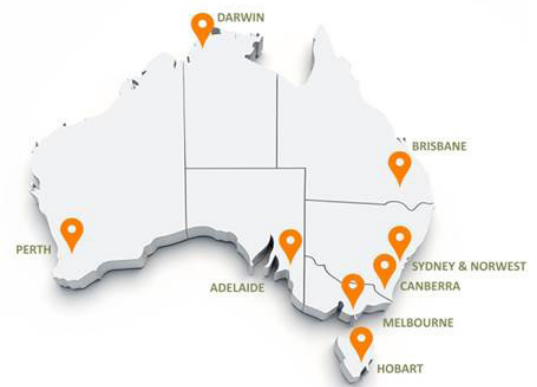 DARWIN
BRISBANE
PERTH
SYDNEY & NORWEST
ADELAIDE
CANBERRA
MELBOURNE
HOBART